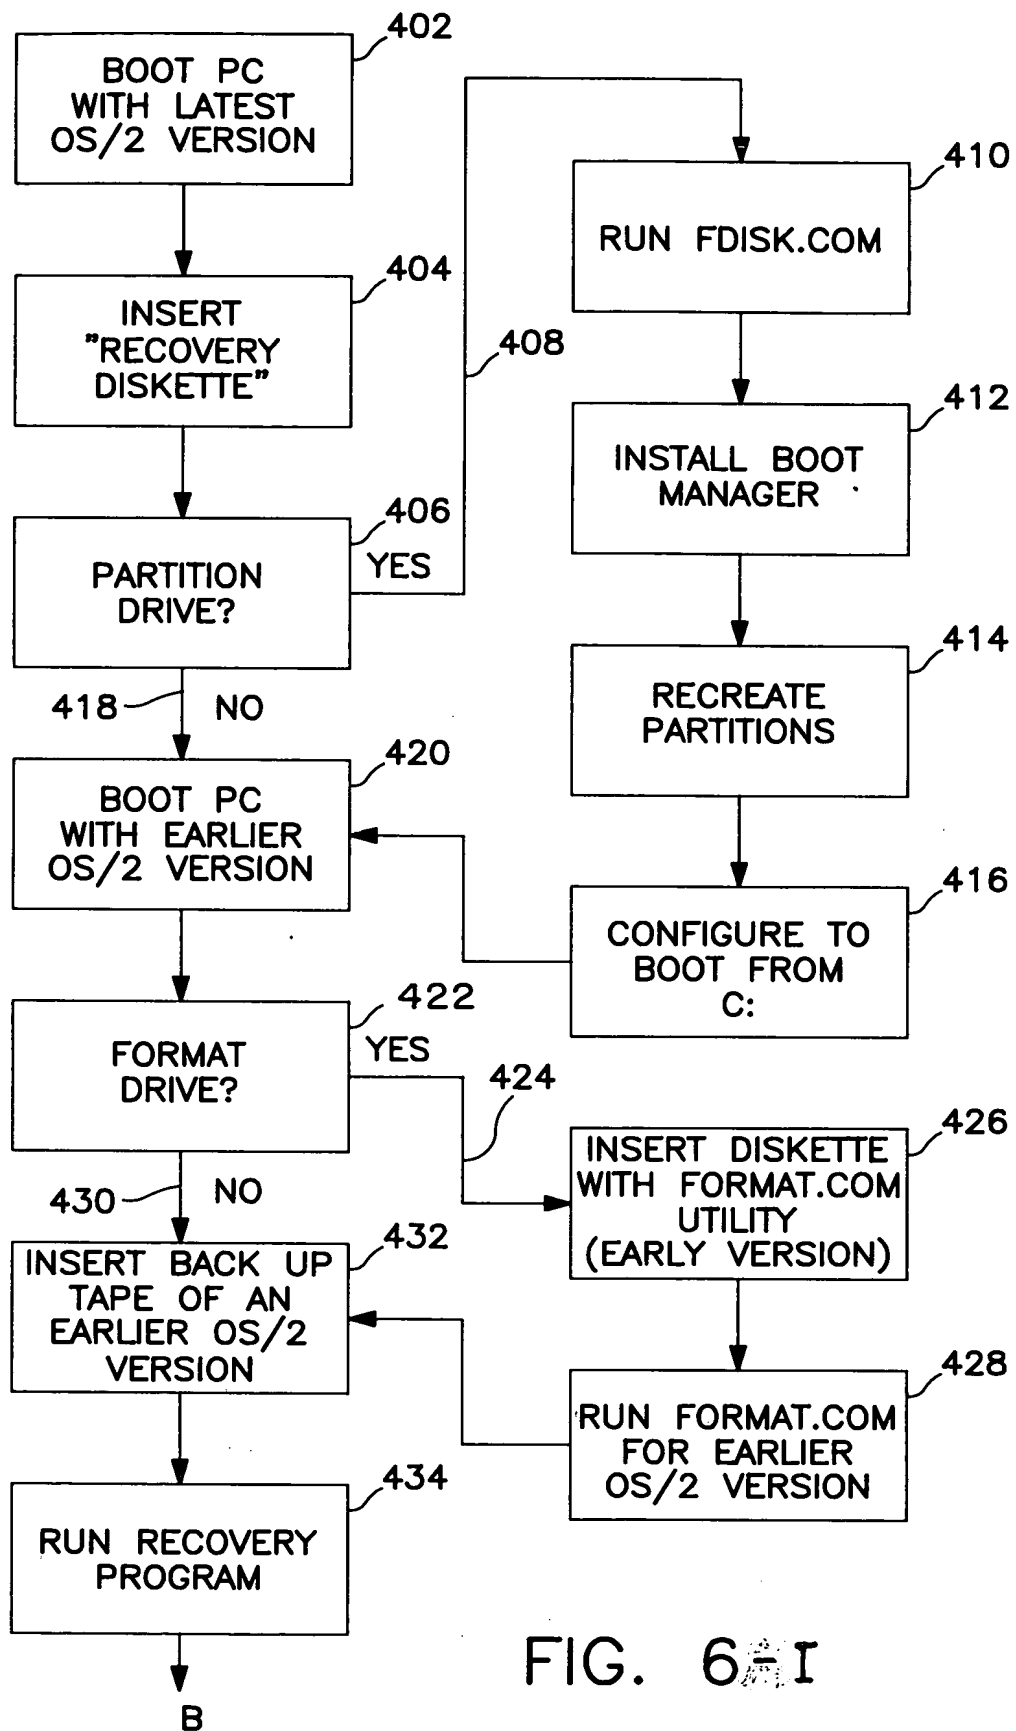 402
BOOT PC
WITH LATEST
OS/2 VERSION
404
INSERT
"RECOVERY
DISKETTE"
406
PARTITION
DRIVE?
YES
408
410
RUN FDISK.COM
412
INSTALL BOOT
MANAGER
414
RECREATE
PARTITIONS
416
CONFIGURE TO
BOOT FROM
C:
418
NO
420
BOOT PC
WITH EARLIER
OS/2 VERSION
422
FORMAT
DRIVE?
YES
424
426
INSERT DISKETTE
WITH FORMAT.COM
UTILITY
(EARLY VERSION)
428
RUN FORMAT.COM
FOR EARLIER
OS/2 VERSION
430
NO
432
INSERT BACK UP
TAPE OF AN
EARLIER OS/2
VERSION
434
RUN RECOVERY
PROGRAM
B
FIG. 6-I